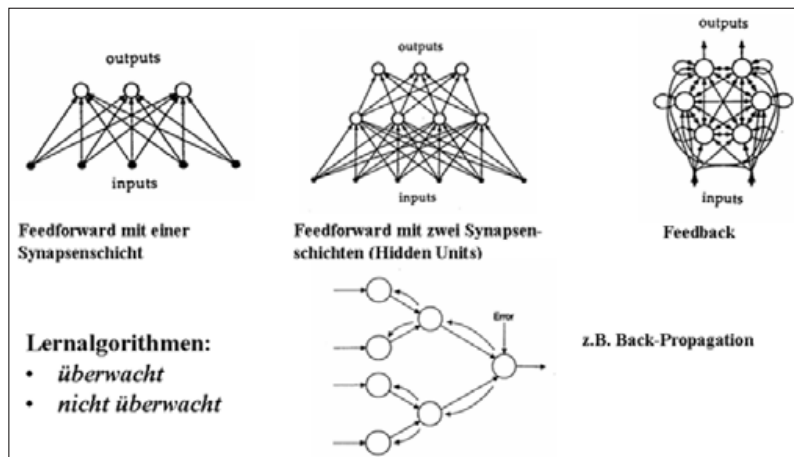 outputs
inputs
Feedforward mit einer
Synapsenschicht
outputs
inputs
Feedforward mit zwei Synapsen-
schichten (Hidden Units)
outputs
inputs
Feedback
Lernalgorithmen:
• überwacht
• nicht überwacht
Error
z.B. Back-Propagation